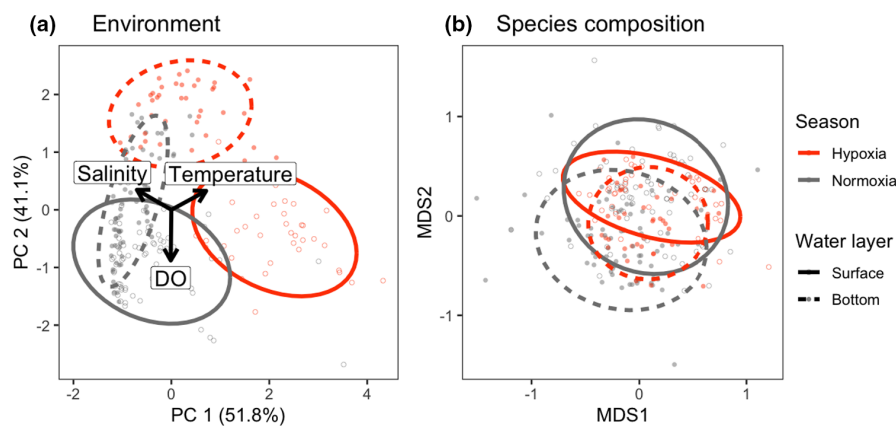 (a) Environment
2
1
0
-1
-2
PC 2 (41.1%)
Salinity
Temperature
DO
-2
0
2
4
PC 1 (51.8%)
(b) Species composition
1
0
-1
MDS2
-1
0
1
MDS1
Season
Hypoxia
Normoxia
Water layer
Surface
Bottom